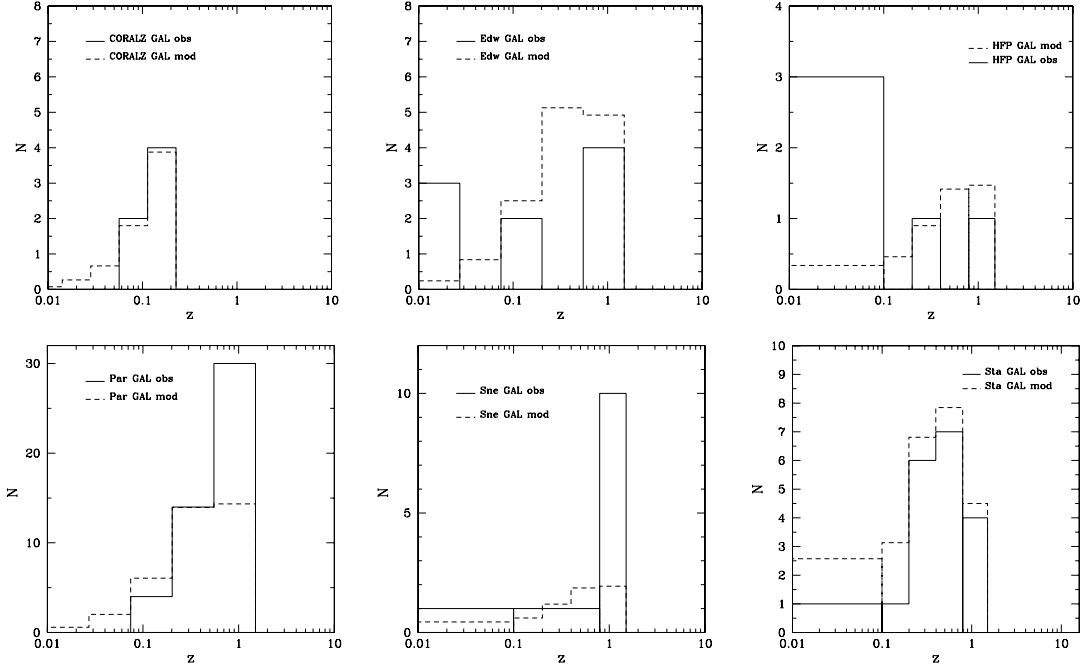 8
7
6
5
4
3
2
1
0
N
0.01 0.1 1 10
z
CORALZ GAL obs
CORALZ GAL mod
8
7
6
5
4
3
2
1
0
N
0.01 0.1 1 10
z
Edw GAL obs
Edw GAL mod
4
3
2
1
0
N
0.01 0.1 1 10
z
HFP GAL mod
HFP GAL obs
30
20
10
0
N
0.01 0.1 1 10
z
Par GAL obs
Par GAL mod
10
5
0
N
0.01 0.1 1 10
z
Sne GAL obs
Sne GAL mod
10
9
8
7
6
5
4
3
2
1
0
N
0.01 0.1 1 10
z
Sta GAL obs
Sta GAL mod